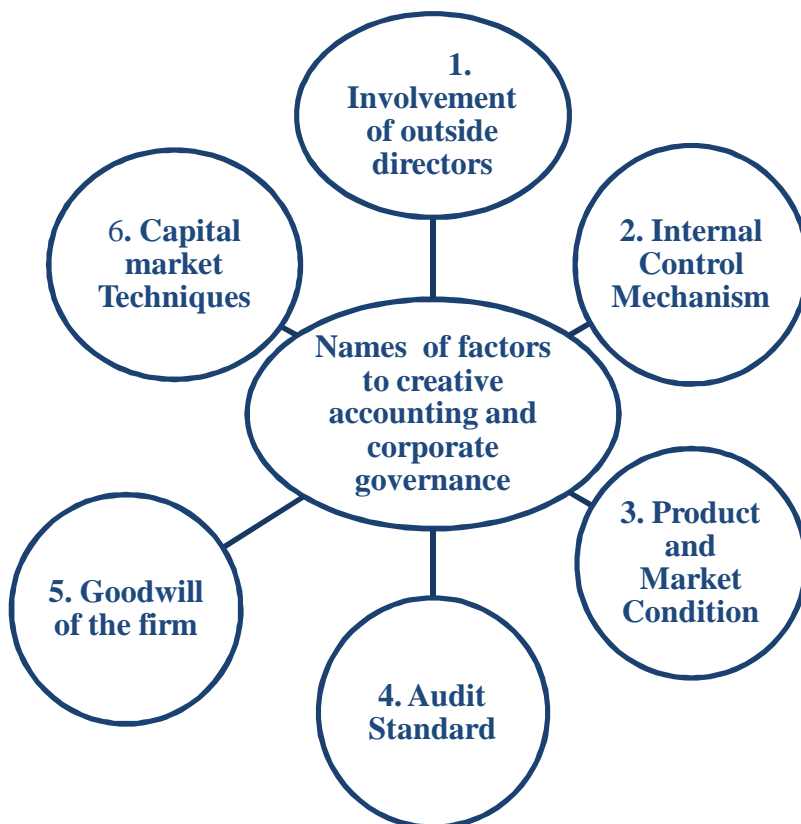 1.
Involvement
of outside
directors
2. Internal
Control
Mechanism
3. Product
and
Market
Condition
4. Audit
Standard
5. Goodwill
of the firm
6. Capital
market
Techniques
Names of factors
to creative
accounting and
corporate
governance